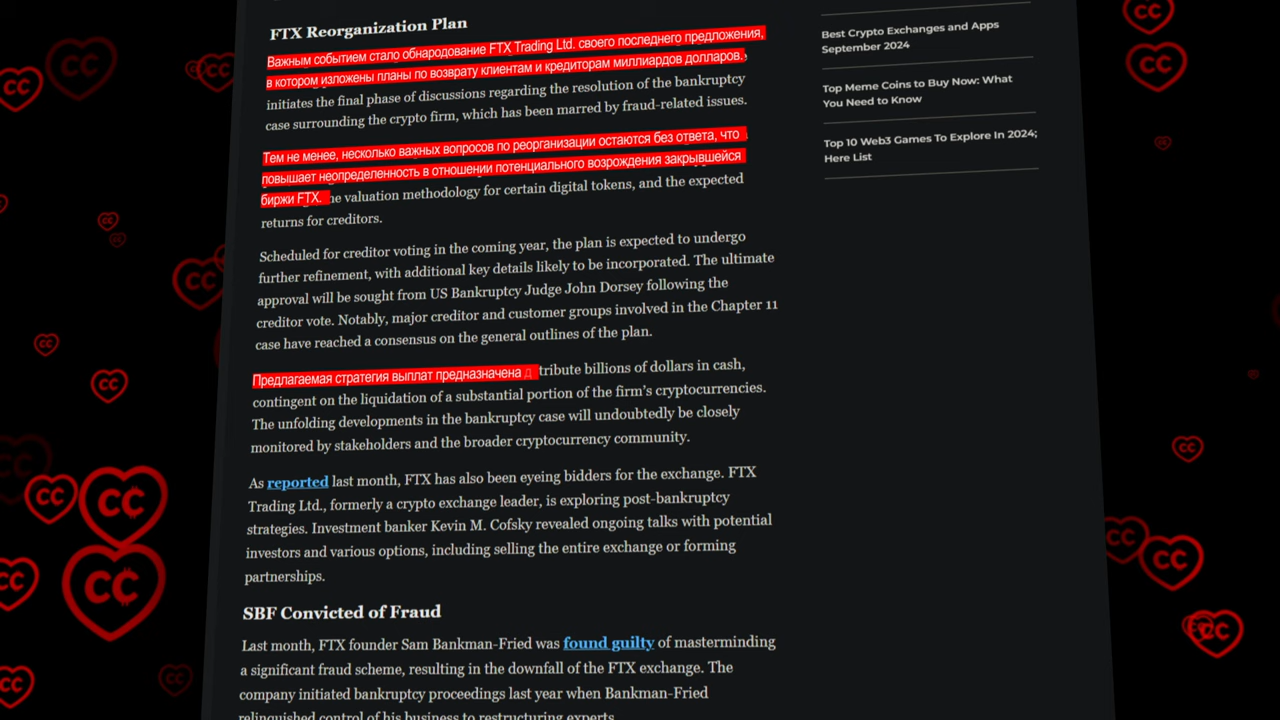 FTX Reorganization Plan
Важным событием стало обнародование FTX Trading Ltd. своего последнего предложения,
в котором изложены планы по возврату клиентам и кредиторам миллиардов долларов.
initiates the final phase of discussions regarding the resolution of the bankruptcy
case surrounding the crypto firm, which has been marred by fraud-related issues.
Тем не менее, несколько важных вопросов по реорганизации остаются без ответа, что
повышает неопределенность в отношении потенциального возрождения закрывшейся
биржи FTX. he valuation methodology for certain digital tokens, and the expected
returns for creditors.
Scheduled for creditor voting in the coming year, the plan is expected to undergo
further refinement, with additional key details likely to be incorporated. The ultimate
approval will be sought from US Bankruptcy Judge John Dorsey following the
creditor vote. Notably, major creditor and customer groups involved in the Chapter 11
case have reached a consensus on the general outlines of the plan.
Предлагаемая стратегия выплат предназначена д tribute billions of dollars in cash,
contingent on the liquidation of a substantial portion of the firm's cryptocurrencies.
The unfolding developments in the bankruptcy case will undoubtedly be closely
monitored by stakeholders and the broader cryptocurrency community.
As reported last month, FTX has also been eyeing bidders for the exchange. FTX
Trading Ltd., formerly a crypto exchange leader, is exploring post-bankruptcy
strategies. Investment banker Kevin M. Cofsky revealed ongoing talks with potential
investors and various options, including selling the entire exchange or forming
partnerships.
SBF Convicted of Fraud
Last month, FTX founder Sam Bankman-Fried was found guilty of masterminding
a significant fraud scheme, resulting in the downfall of the FTX exchange. The
company initiated bankruptcy proceedings last year when Bankman-Fried
relinquished control of his business to restructuring experts.
Best Crypto Exchanges and Apps
September 2024
Top Meme Coins to Buy Now: What
You Need to Know
Top 10 Web3 Games To Explore In 2024;
Here List